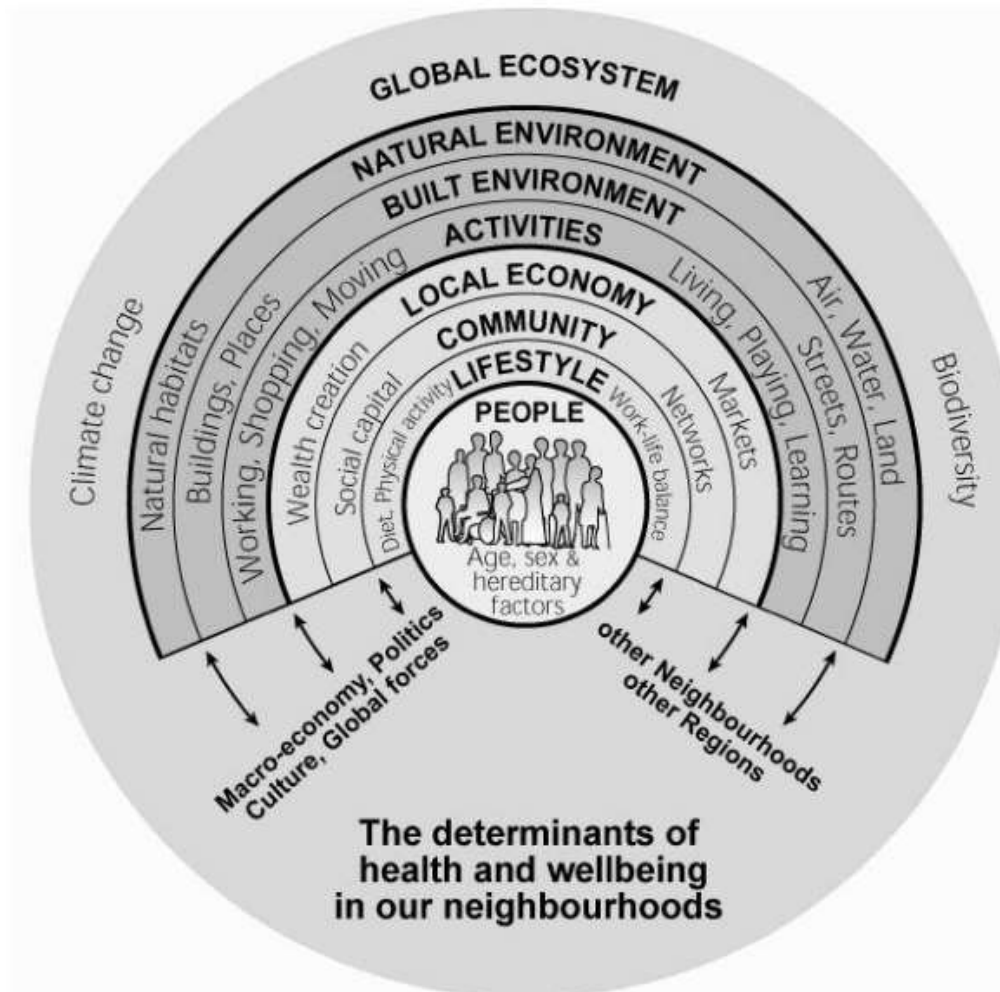 GLOBAL ECOSYSTEM
NATURAL ENVIRONMENT
BUILT ENVIRONMENT
ACTIVITIES
LOCAL ECONOMY
COMMUNITY
LIFESTYLE
PEOPLE
Age, sex &
hereditary
factors
Climate change
Natural habitats
Buildings, Places
Working, Shopping, Moving
Wealth creation
Social capital
Diet. Physical activity
Work-life balance
Networks
Markets
Living, Playing, Learning
Streets, Routes
Air, Water, Land
Biodiversity
Macro-economy, Politics
Culture, Global forces
other Neighbourhoods
other Regions
The determinants of
health and wellbeing
in our neighbourhoods